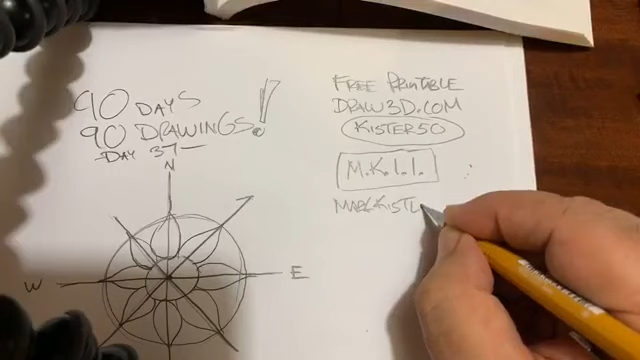 90 DAYS
90 DRAWINGS!
DAY 37
N
W
E
FREE PRINTABLE
DRAW3D.COM
KISTER50
M.K.I.I.